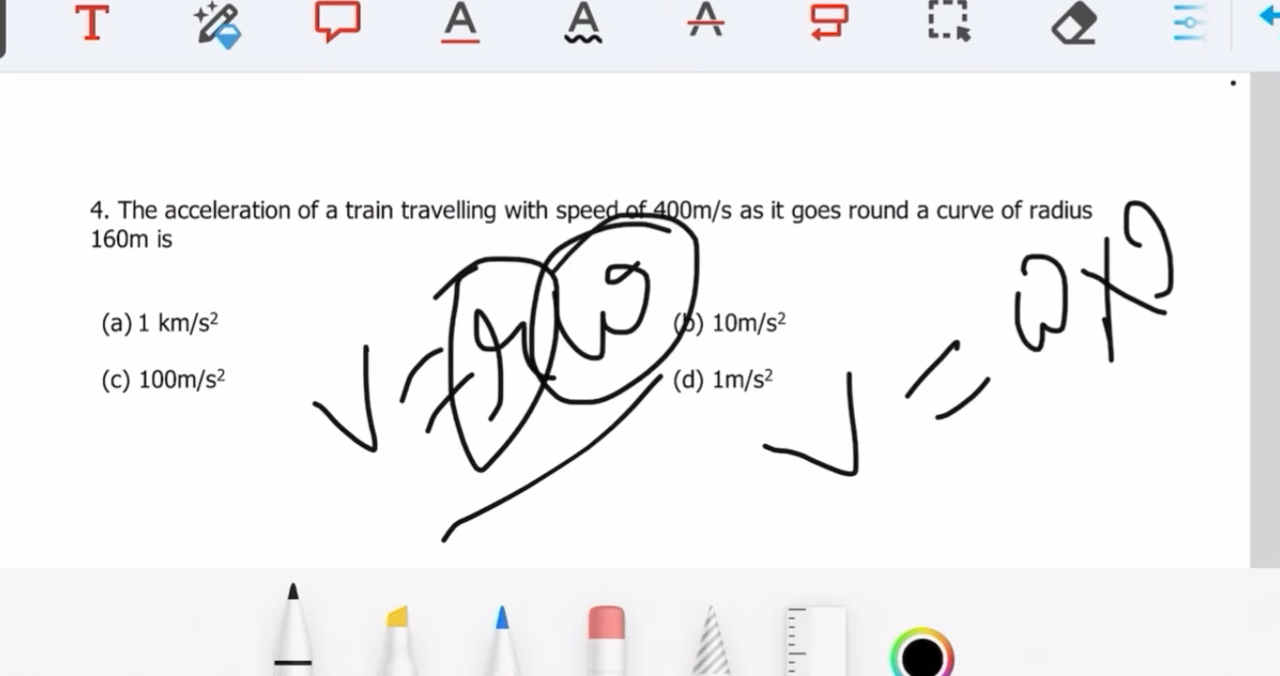 4. The acceleration of a train travelling with speed of 400m/s as it goes round a curve of radius
160m is
(a) 1 km/s²
(b) 10m/s²
(c) 100m/s²
(d) 1m/s²
V = rω
V = ω × r